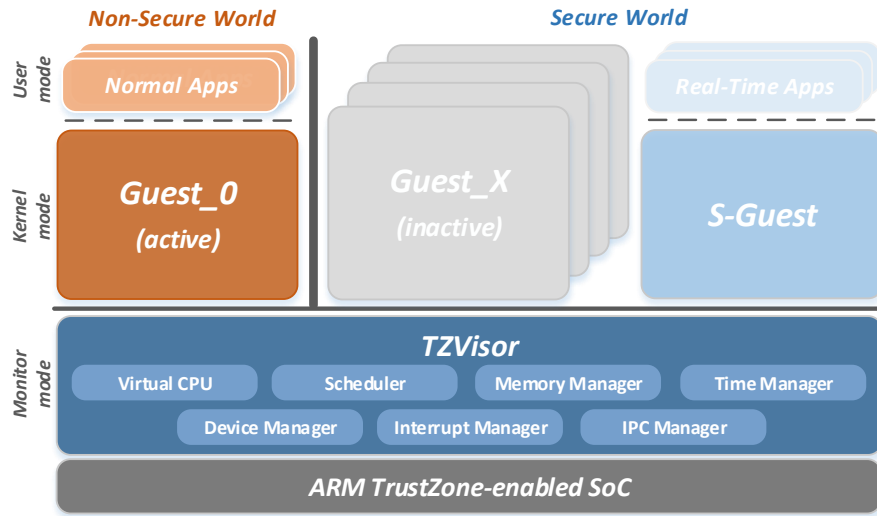 Non-Secure World
Secure World
User mode
Normal Apps
Real-Time Apps
Kernel mode
Guest_0
(active)
Guest_X
(inactive)
S-Guest
Monitor mode
TZVisor
Virtual CPU
Scheduler
Memory Manager
Time Manager
Device Manager
Interrupt Manager
IPC Manager
ARM TrustZone-enabled SoC